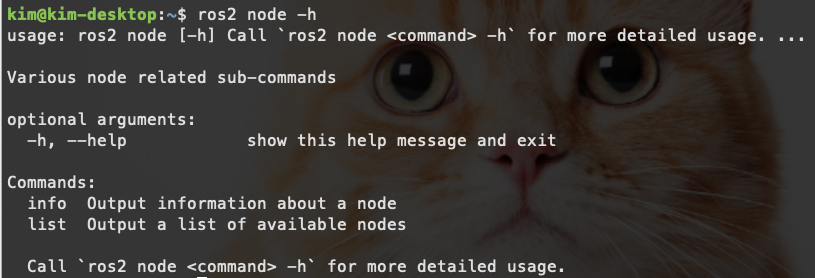 kim@kim-desktop:~$ ros2 node -h
usage: ros2 node [-h] Call `ros2 node <command> -h` for more detailed usage. ...

Various node related sub-commands

optional arguments:
  -h, --help            show this help message and exit

Commands:
  info  Output information about a node
  list  Output a list of available nodes

  Call `ros2 node <command> -h` for more detailed usage.